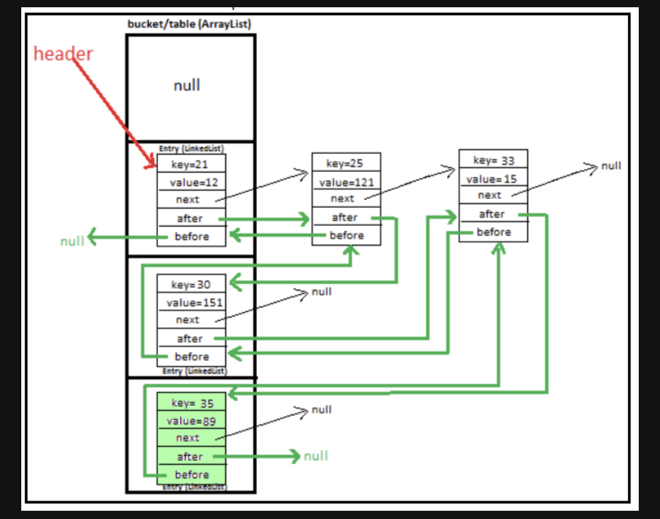 bucket/table (ArrayList)
header
null
Entry (LinkedList)
key=21
value=12
next
after
before
null
key=25
value=121
next
after
before
key= 33
value= 15
next
after
before
null
key=30
value=151
next
after
before
Entry (LinkedList)
null
key= 35
value=89
next
after
before
Entry (LinkedList)
null
null